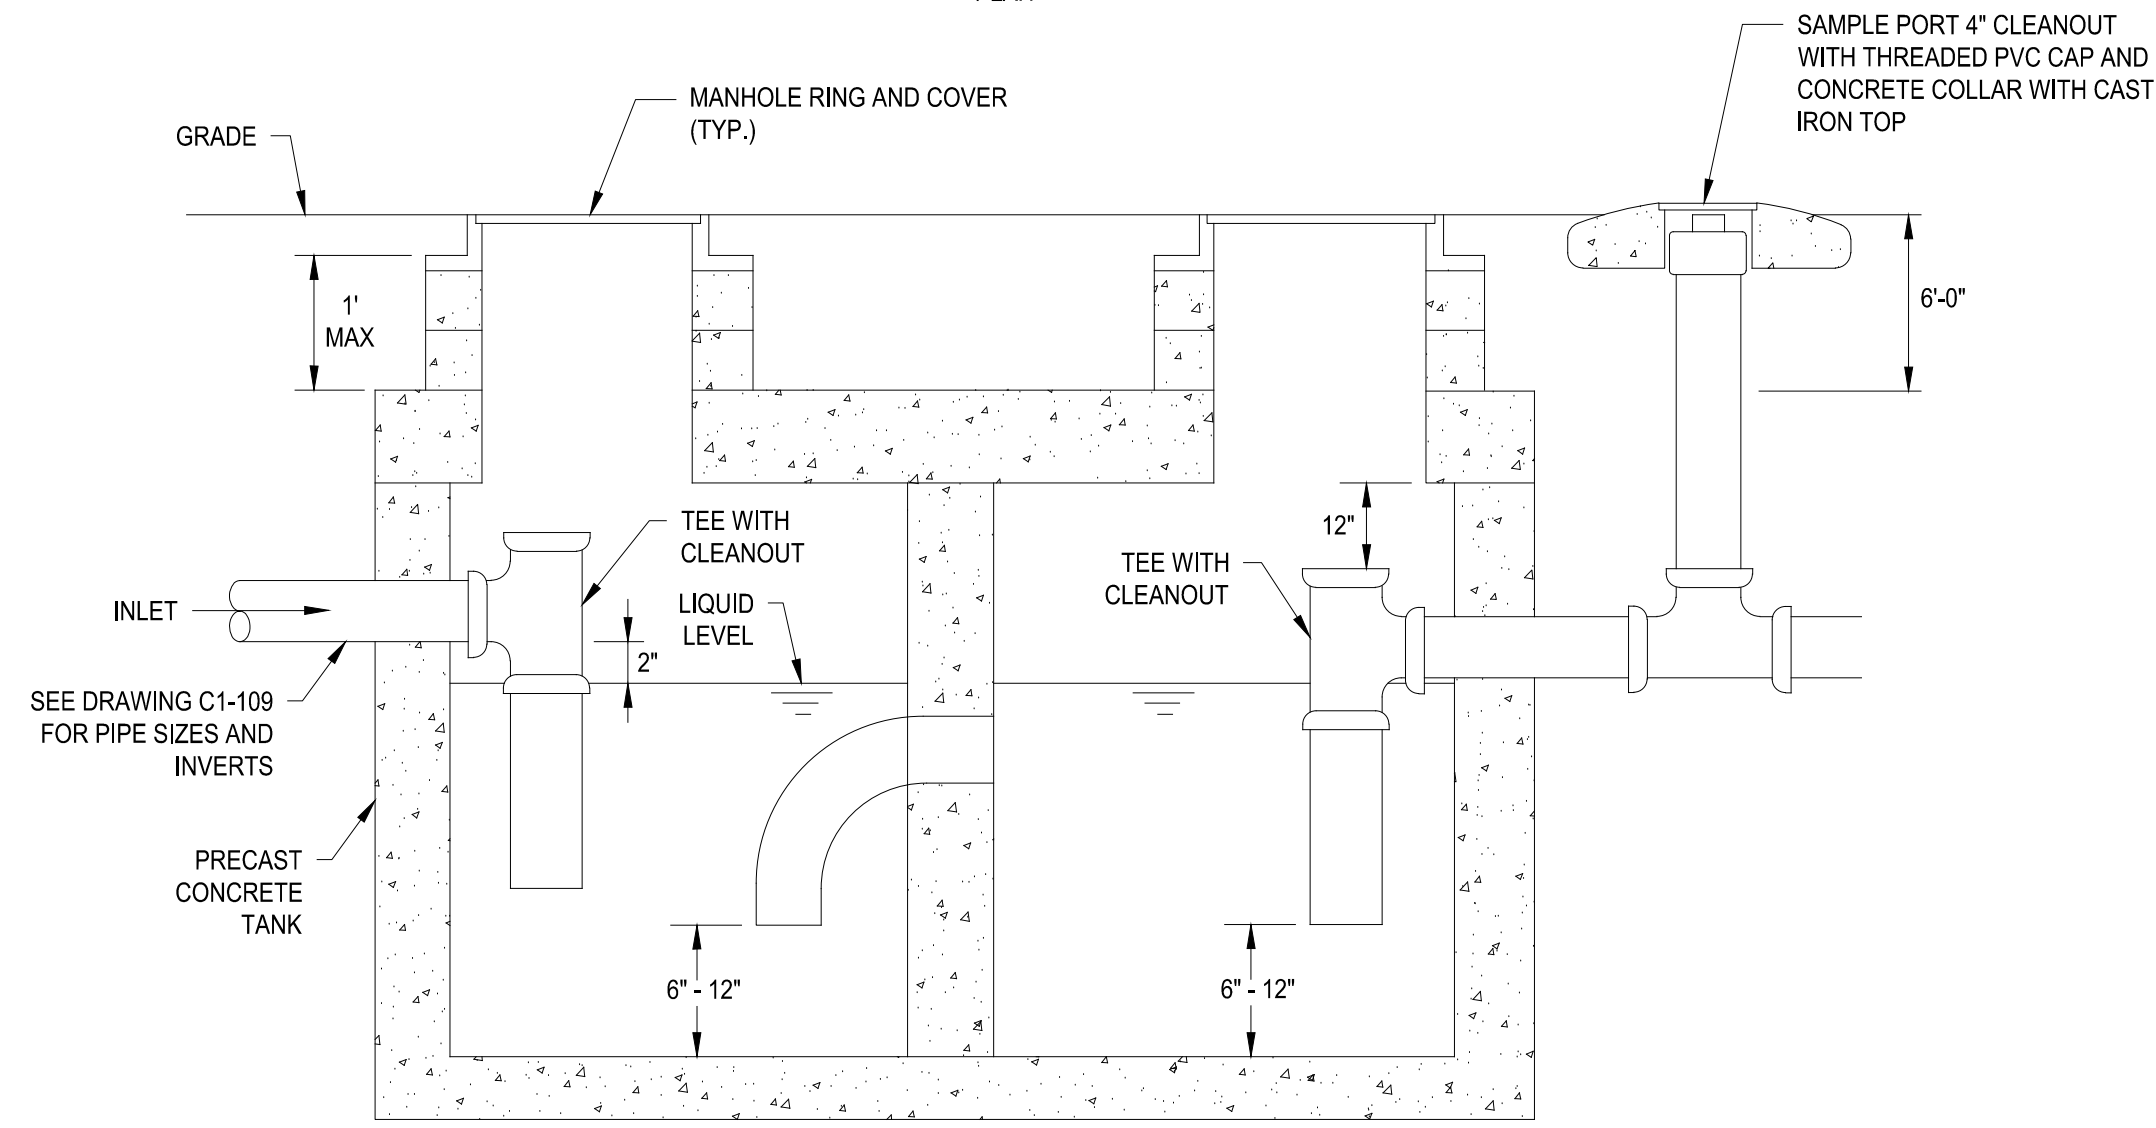 SAMPLE PORT 4" CLEANOUT
WITH THREADED PVC CAP AND
CONCRETE COLLAR WITH CAST
IRON TOP
MANHOLE RING AND COVER
(TYP.)
GRADE
1'
MAX
6'-0"
TEE WITH
CLEANOUT
12"
TEE WITH
CLEANOUT
INLET
LIQUID
LEVEL
2"
SEE DRAWING C1-109
FOR PIPE SIZES AND
INVERTS
PRECAST
CONCRETE
TANK
6" - 12"
6" - 12"